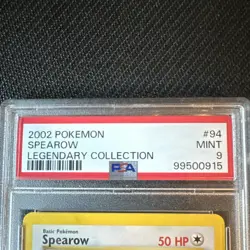 2002 POKEMON #94
SPEAROW MINT
LEGENDARY COLLECTION 9
PSA 99500915
Basic Pokémon
Spearow 50 HP